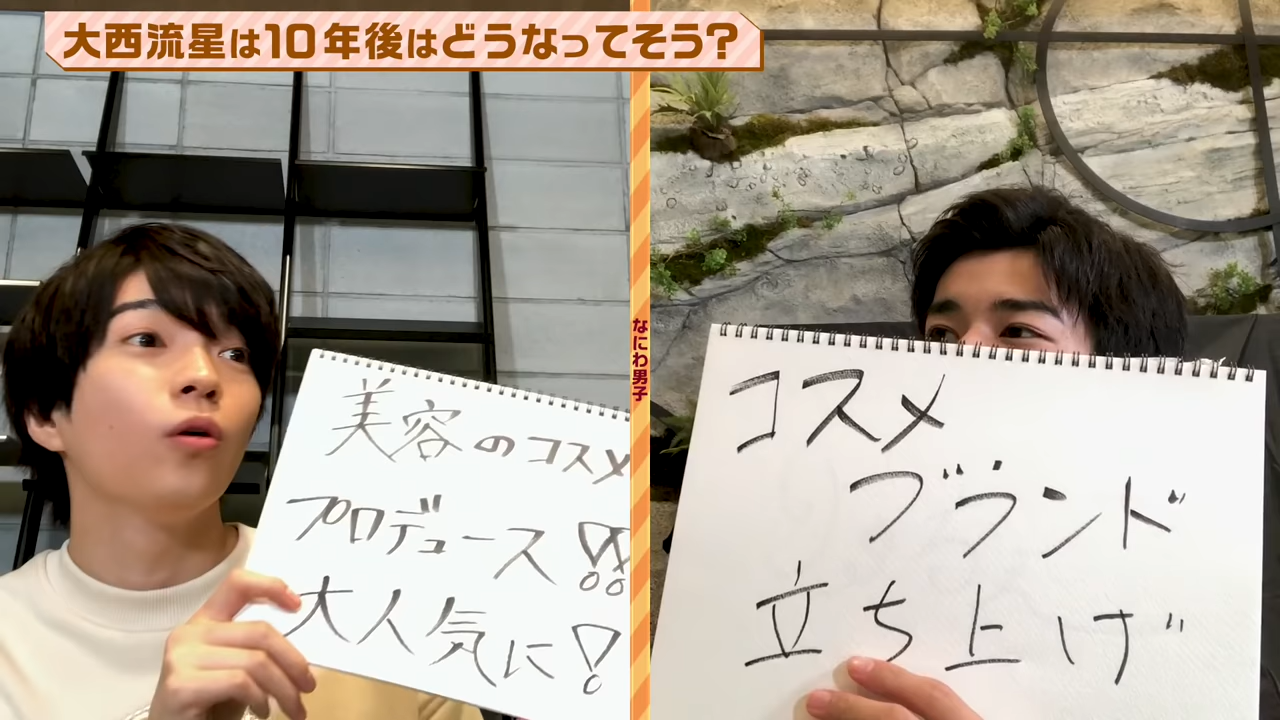 大西流星は10年後はどうなってそう?
なにわ男子
美容のコスメ
プロデュース!!
大人気に!
コスメ
ブランド
立ち上げ